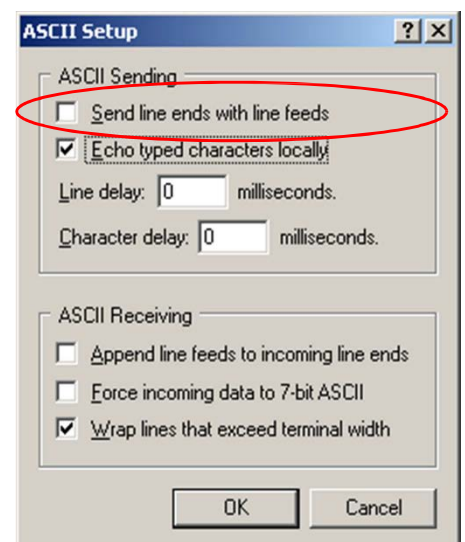 ASCII Setup
ASCII Sending
Send line ends with line feeds
Echo typed characters locally
Line delay: 0 milliseconds.
Character delay: 0 milliseconds.
ASCII Receiving
Append line feeds to incoming line ends
Force incoming data to 7-bit ASCII
Wrap lines that exceed terminal width
OK Cancel